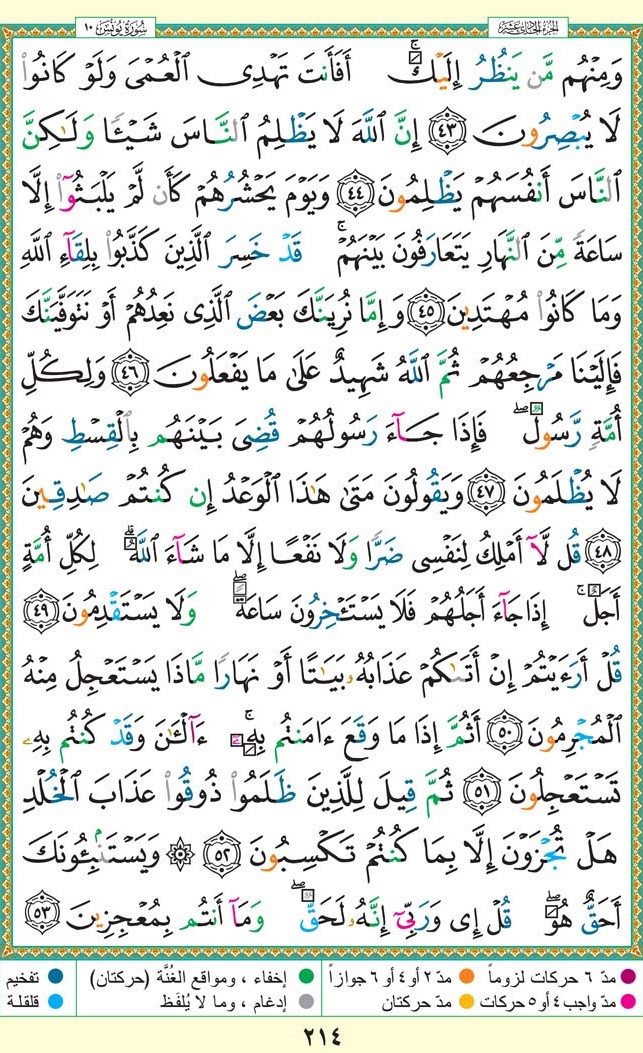 الجزء الحادي عشر
سورة يونس ١٠
وَمِنْهُم مَّن يَنظُرُ إِلَيْكَ ۚ أَفَأَنتَ تَهْدِى ٱلْعُمْىَ وَلَوْ كَانُوا۟
لَا يُبْصِرُونَ ﴿٤٣﴾ إِنَّ ٱللَّهَ لَا يَظْلِمُ ٱلنَّاسَ شَيْـًٔا وَلَـٰكِنَّ
ٱلنَّاسَ أَنفُسَهُمْ يَظْلِمُونَ ﴿٤٤﴾ وَيَوْمَ يَحْشُرُهُمْ كَأَن لَّمْ يَلْبَثُوٓا۟ إِلَّا
سَاعَةً مِّنَ ٱلنَّهَارِ يَتَعَارَفُونَ بَيْنَهُمْ ۚ قَدْ خَسِرَ ٱلَّذِينَ كَذَّبُوا۟ بِلِقَآءِ ٱللَّهِ
وَمَا كَانُوا۟ مُهْتَدِينَ ﴿٤٥﴾ وَإِمَّا نُرِيَنَّكَ بَعْضَ ٱلَّذِى نَعِدُهُمْ أَوْ نَتَوَفَّيَنَّكَ
فَإِلَيْنَا مَرْجِعُهُمْ ثُمَّ ٱللَّهُ شَهِيدٌ عَلَىٰ مَا يَفْعَلُونَ ﴿٤٦﴾ وَلِكُلِّ
أُمَّةٍ رَّسُولٌ ۖ فَإِذَا جَآءَ رَسُولُهُمْ قُضِىَ بَيْنَهُم بِٱلْقِسْطِ وَهُمْ
لَا يُظْلَمُونَ ﴿٤٧﴾ وَيَقُولُونَ مَتَىٰ هَـٰذَا ٱلْوَعْدُ إِن كُنتُمْ صَـٰدِقِينَ
﴿٤٨﴾ قُل لَّآ أَمْلِكُ لِنَفْسِى ضَرًّا وَلَا نَفْعًا إِلَّا مَا شَآءَ ٱللَّهُ ۗ لِكُلِّ أُمَّةٍ
أَجَلٌ ۚ إِذَا جَآءَ أَجَلُهُمْ فَلَا يَسْتَـْٔخِرُونَ سَاعَةً ۖ وَلَا يَسْتَقْدِمُونَ ﴿٤٩﴾
قُلْ أَرَءَيْتُمْ إِنْ أَتَىٰكُمْ عَذَابُهُۥ بَيَـٰتًا أَوْ نَهَارًا مَّاذَا يَسْتَعْجِلُ مِنْهُ
ٱلْمُجْرِمُونَ ﴿٥٠﴾ أَثُمَّ إِذَا مَا وَقَعَ ءَامَنتُم بِهِۦٓ ۚ ءَآلْـَٔـٰنَ وَقَدْ كُنتُم بِهِۦ
تَسْتَعْجِلُونَ ﴿٥١﴾ ثُمَّ قِيلَ لِلَّذِينَ ظَلَمُوا۟ ذُوقُوا۟ عَذَابَ ٱلْخُلْدِ
هَلْ تُجْزَوْنَ إِلَّا بِمَا كُنتُمْ تَكْسِبُونَ ﴿٥٢﴾ ۞ وَيَسْتَنۢبِـُٔونَكَ
أَحَقٌّ هُوَ ۖ قُلْ إِى وَرَبِّىٓ إِنَّهُۥ لَحَقٌّ ۖ وَمَآ أَنتُم بِمُعْجِزِينَ ﴿٥٣﴾
مدّ ٦ حركات لزوماً مدّ ٢ أو ٤ أو ٦ جوازاً إخفاء ، ومواقع الغُنَّة (حركتان) تفخيم
مدّ واجب ٤ أو ٥ حركات مدّ حركتان إدغام ، وما لا يُلفَظ قلقلة
٢١٤